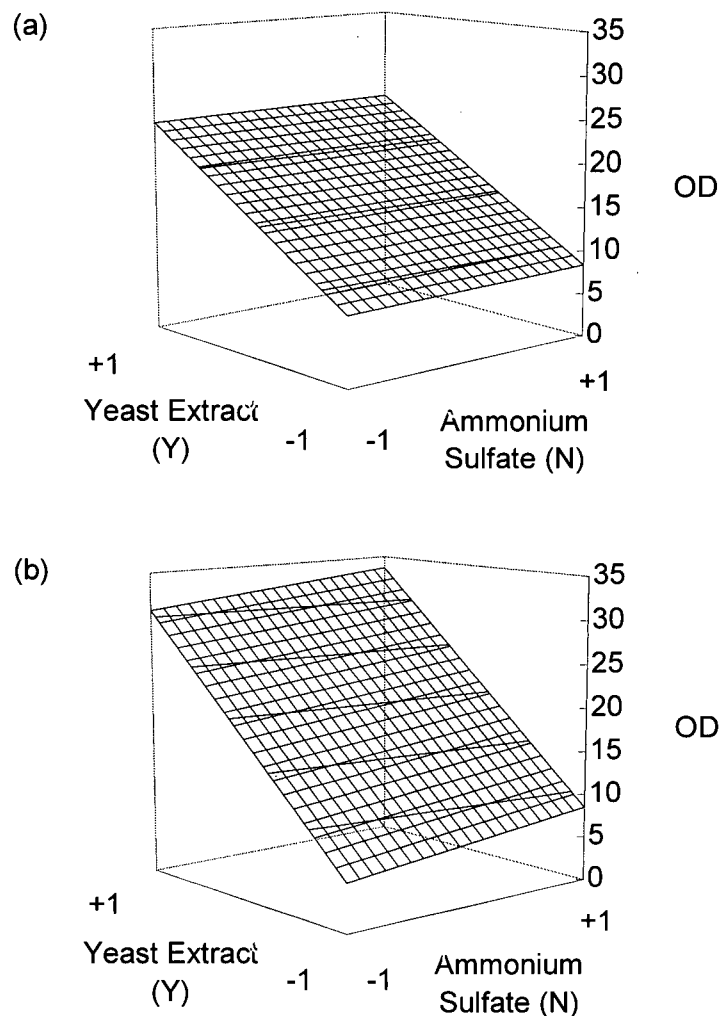 (a)
35
30
25
20
15
10
5
0
OD
+1
Yeast Extract
(Y)
-1
-1
Ammonium
Sulfate (N)
+1
(b)
35
30
25
20
15
10
5
0
OD
+1
Yeast Extract
(Y)
-1
-1
Ammonium
Sulfate (N)
+1